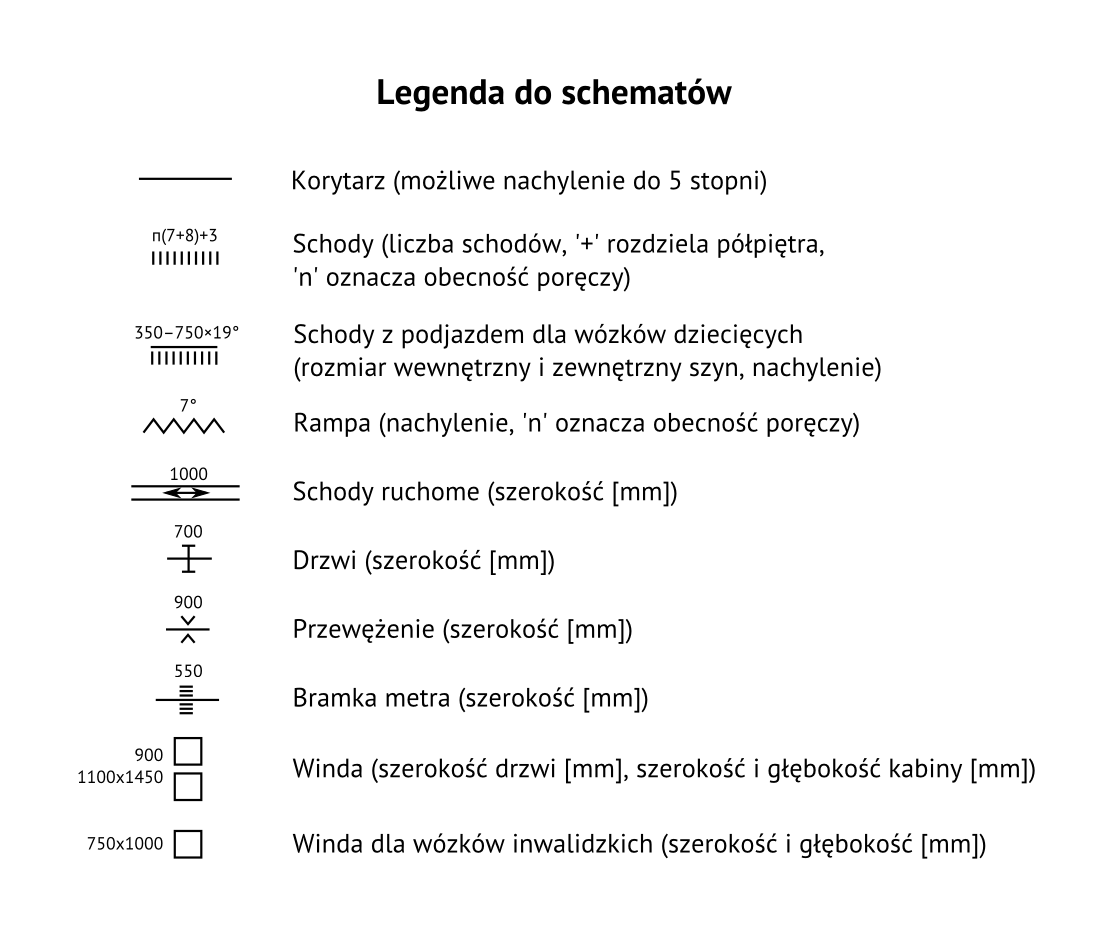 Legenda do schematów
Korytarz (możliwe nachylenie do 5 stopni)
п(7+8)+3
Schody (liczba schodów, '+' rozdziela półpiętra,
'n' oznacza obecność poręczy)
350–750×19°
Schody z podjazdem dla wózków dziecięcych
(rozmiar wewnętrzny i zewnętrzny szyn, nachylenie)
7°
Rampa (nachylenie, 'n' oznacza obecność poręczy)
1000
Schody ruchome (szerokość [mm])
700
Drzwi (szerokość [mm])
900
Przewężenie (szerokość [mm])
550
Bramka metra (szerokość [mm])
900
1100x1450
Winda (szerokość drzwi [mm], szerokość i głębokość kabiny [mm])
750x1000
Winda dla wózków inwalidzkich (szerokość i głębokość [mm])